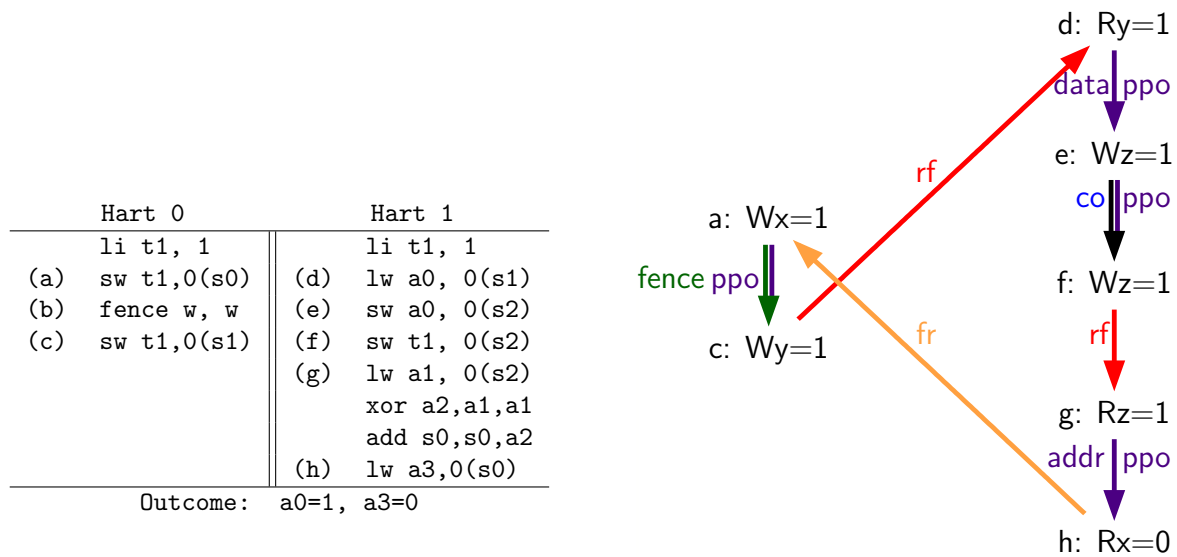 Hart 0 Hart 1
li t1, 1 li t1, 1
(a) sw t1,0(s0) (d) lw a0, 0(s1)
(b) fence w, w (e) sw a0, 0(s2)
(c) sw t1,0(s1) (f) sw t1, 0(s2)
(g) lw a1, 0(s2)
xor a2,a1,a1
add s0,s0,a2
(h) lw a3,0(s0)
Outcome: a0=1, a3=0
d: Ry=1
data ppo
e: Wz=1
rf
co ppo
a: Wx=1
fence ppo
f: Wz=1
fr
rf
c: Wy=1
g: Rz=1
addr ppo
h: Rx=0